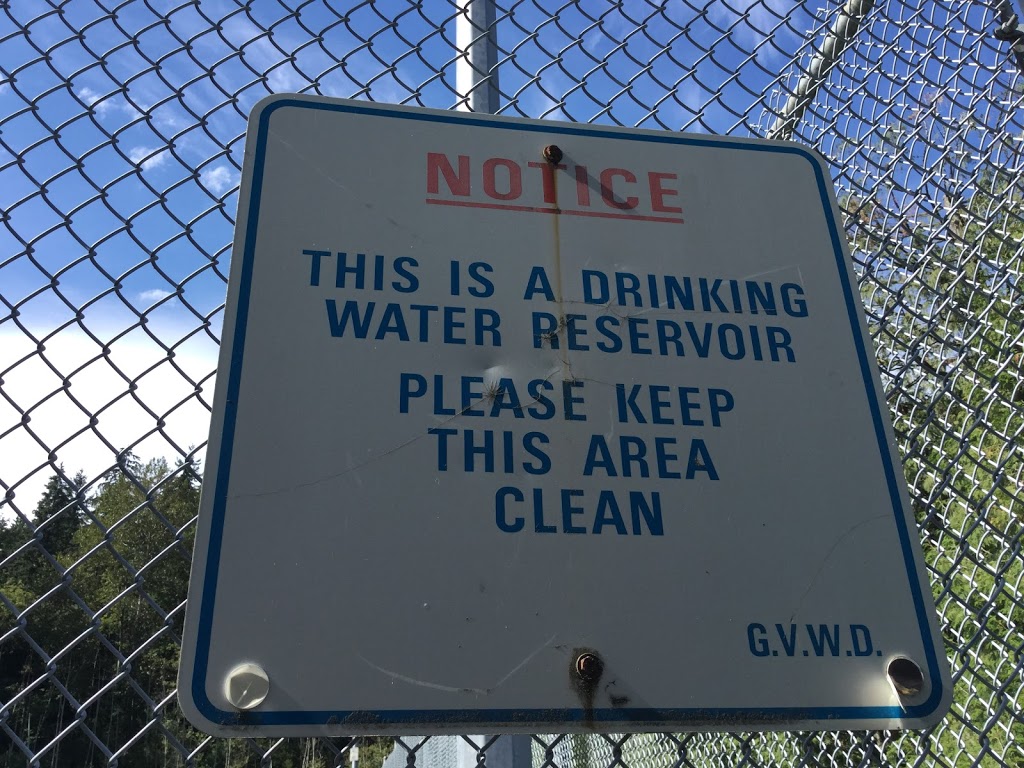 NOTICE
THIS IS A DRINKING
WATER RESERVOIR
PLEASE KEEP
THIS AREA
CLEAN
G.V.W.D.